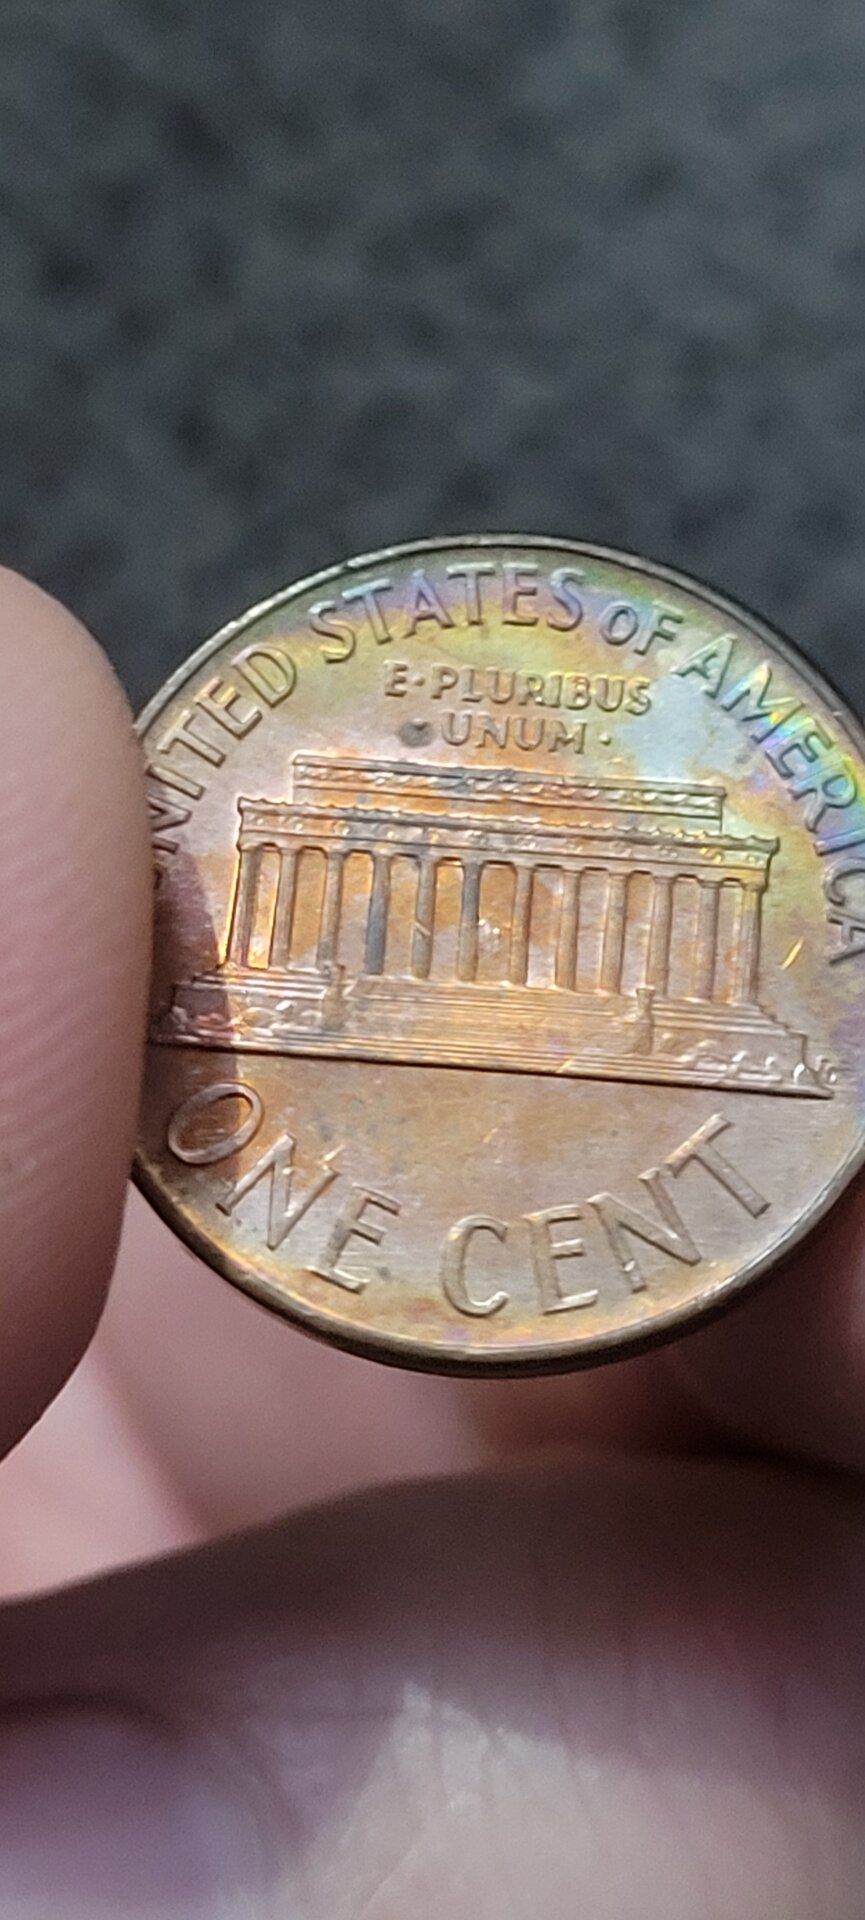 UNITED STATES OF AMERICA
E·PLURIBUS
·UNUM·
ONE CENT